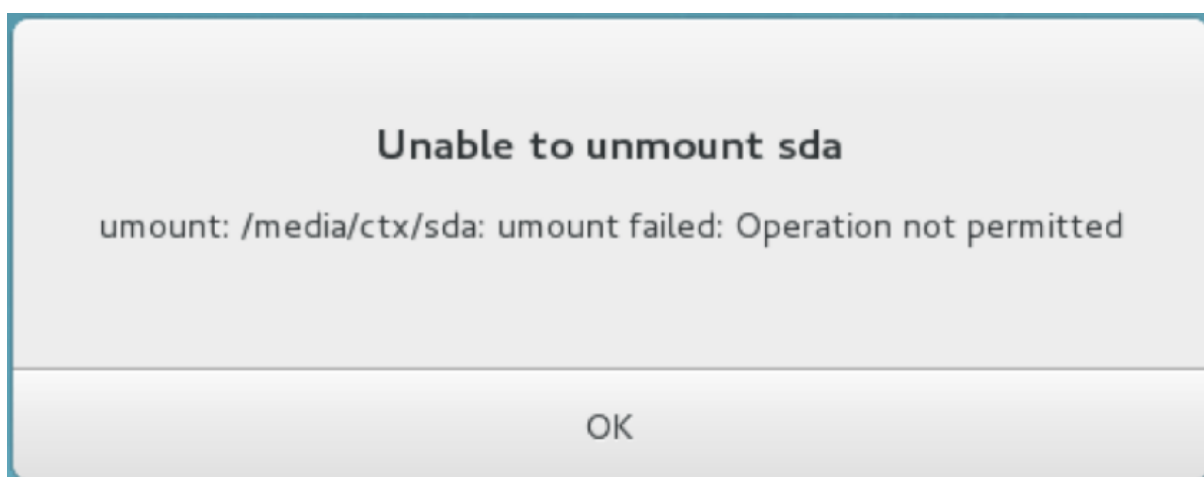 Unable to unmount sda
umount: /media/ctx/sda: umount failed: Operation not permitted
OK